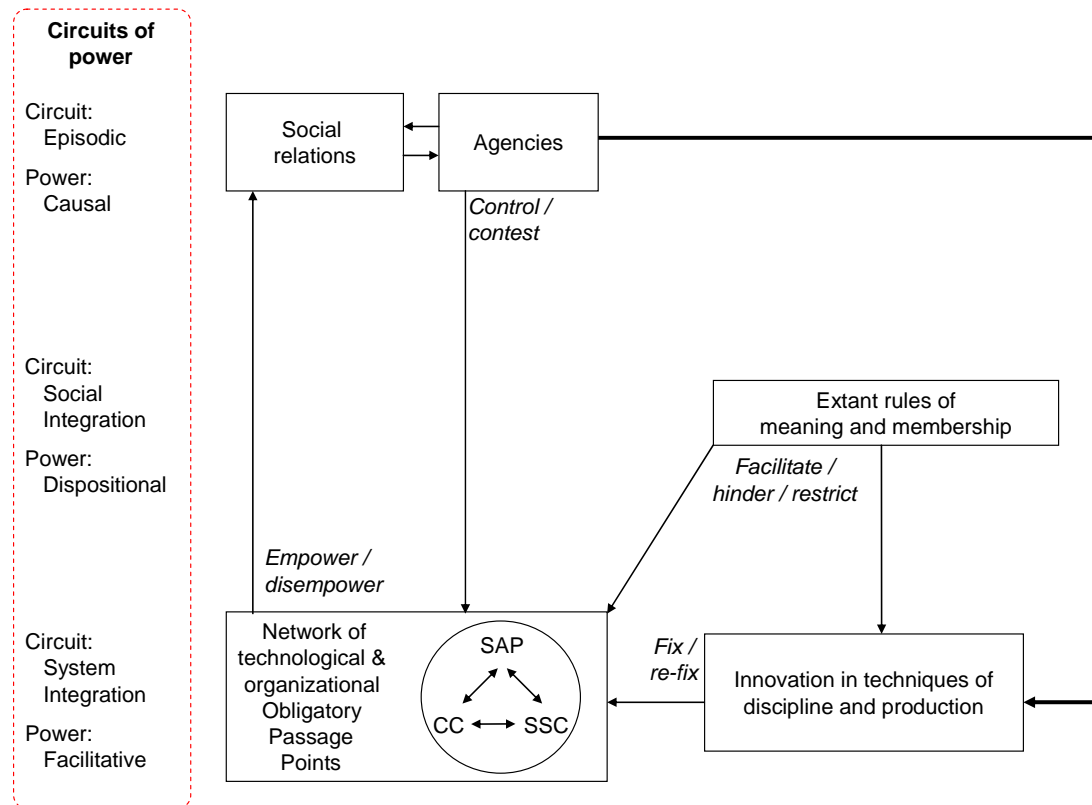 Circuits of
power
Circuit:
Episodic
Power:
Causal
Social
relations
Agencies
Control /
contest
Circuit:
Social
Integration
Power:
Dispositional
Extant rules of
meaning and membership
Facilitate /
hinder / restrict
Empower /
disempower
Circuit:
System
Integration
Power:
Facilitative
Network of
technological &
organizational
Obligatory
Passage
Points
SAP
CC
SSC
Fix /
re-fix
Innovation in techniques of
discipline and production